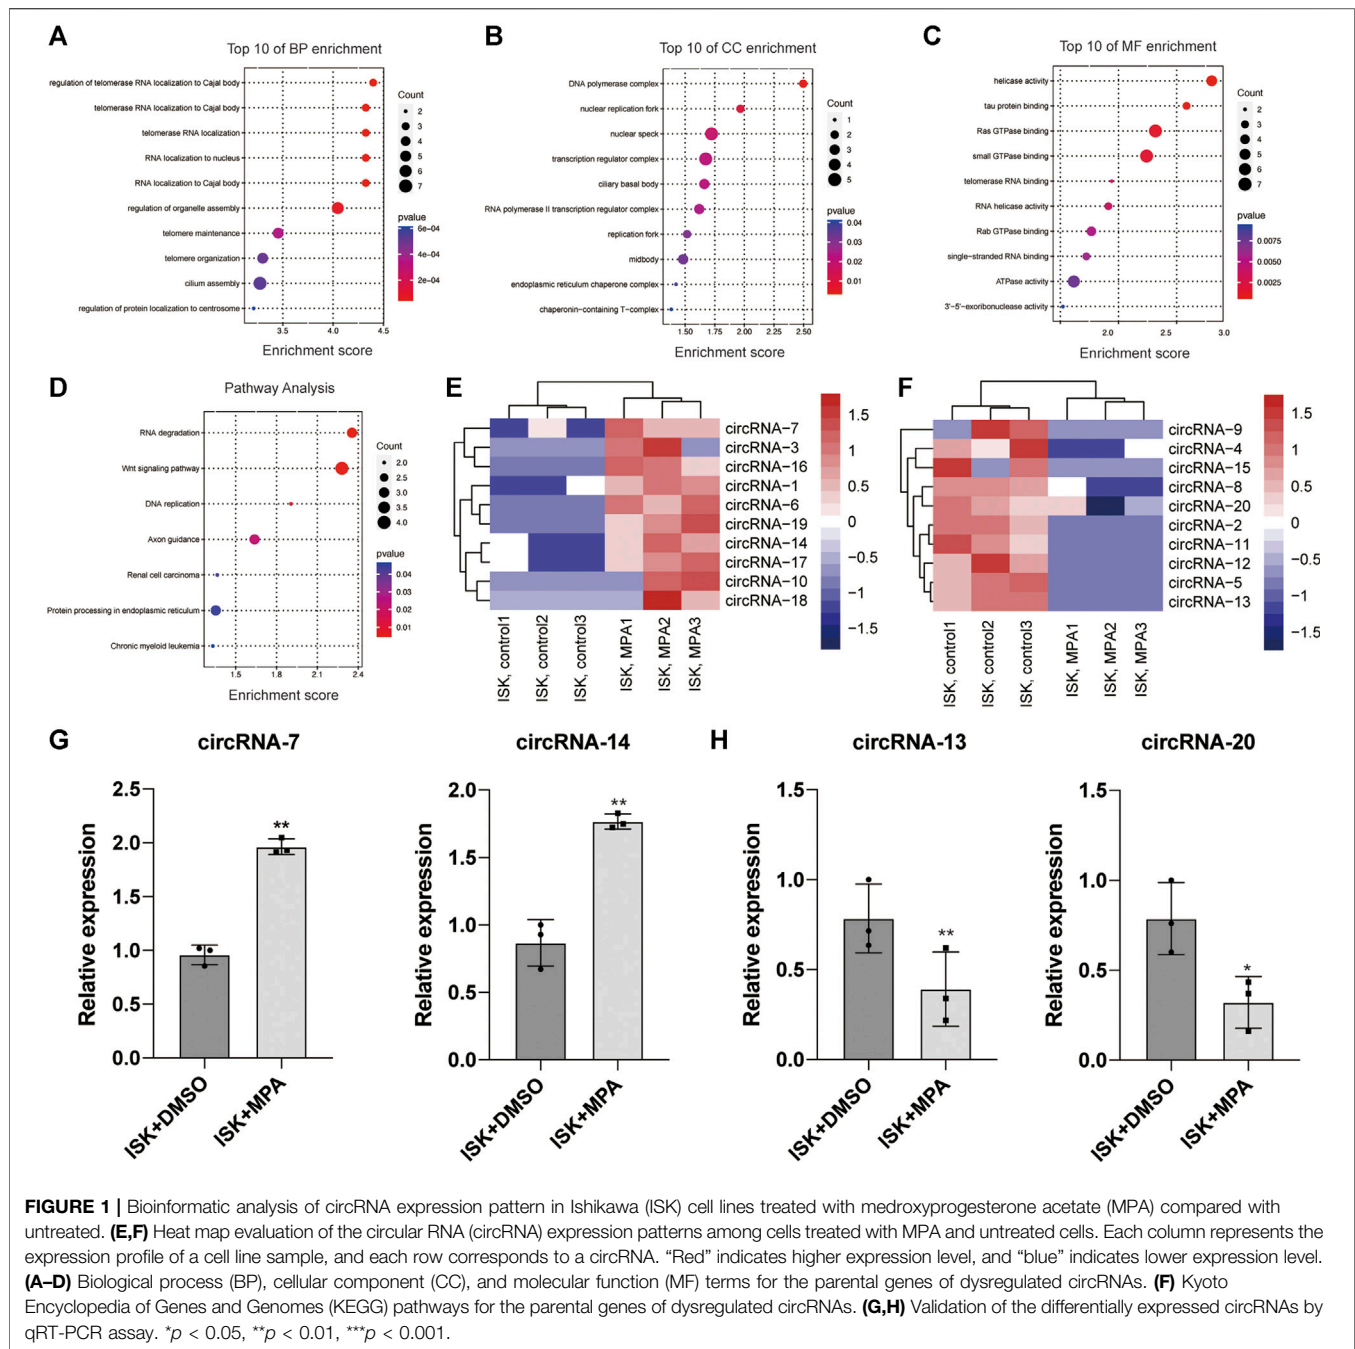 A
Top 10 of BP enrichment
regulation of telomerase RNA localization to Cajal body
telomerase RNA localization to Cajal body
telomerase RNA localization
RNA localization to nucleus
RNA localization to Cajal body
regulation of organelle assembly
telomere maintenance
telomere organization
cilium assembly
regulation of protein localization to centrosome
3.5 4.0 4.5
Enrichment score
Count
2
3
4
5
6
7
pvalue
6e−04
4e−04
2e−04
B
Top 10 of CC enrichment
DNA polymerase complex
nuclear replication fork
nuclear speck
transcription regulator complex
ciliary basal body
RNA polymerase II transcription regulator complex
replication fork
midbody
endoplasmic reticulum chaperone complex
chaperonin−containing T−complex
1.50 1.75 2.00 2.25 2.50
Enrichment score
Count
1
2
3
4
5
pvalue
0.04
0.03
0.02
0.01
C
Top 10 of MF enrichment
helicase activity
tau protein binding
Ras GTPase binding
small GTPase binding
telomerase RNA binding
RNA helicase activity
Rab GTPase binding
single−stranded RNA binding
ATPase activity
3'−5'−exoribonuclease activity
2.0 2.5 3.0
Enrichment score
Count
2
3
4
5
6
7
pvalue
0.0075
0.0050
0.0025
D
Pathway Analysis
RNA degradation
Wnt signaling pathway
DNA replication
Axon guidance
Renal cell carcinoma
Protein processing in endoplasmic reticulum
Chronic myeloid leukemia
1.5 1.8 2.1 2.4
Enrichment score
Count
2.0
2.5
3.0
3.5
4.0
pvalue
0.04
0.03
0.02
0.01
E
circRNA−7
circRNA−3
circRNA−16
circRNA−1
circRNA−6
circRNA−19
circRNA−14
circRNA−17
circRNA−10
circRNA−18
ISK, control1
ISK, control2
ISK, control3
ISK, MPA1
ISK, MPA2
ISK, MPA3
1.5
1
0.5
0
−0.5
−1
−1.5
F
circRNA−9
circRNA−4
circRNA−15
circRNA−8
circRNA−20
circRNA−2
circRNA−11
circRNA−12
circRNA−5
circRNA−13
ISK, control1
ISK, control2
ISK, control3
ISK, MPA1
ISK, MPA2
ISK, MPA3
1.5
1
0.5
0
−0.5
−1
−1.5
G
circRNA-7
Relative expression
2.5
2.0
1.5
1.0
0.5
0.0
**
ISK+DMSO
ISK+MPA
circRNA-14
Relative expression
2.0
1.5
1.0
0.5
0.0
**
ISK+DMSO
ISK+MPA
H
circRNA-13
Relative expression
1.5
1.0
0.5
0.0
**
ISK+DMSO
ISK+MPA
circRNA-20
Relative expression
1.5
1.0
0.5
0.0
*
ISK+DMSO
ISK+MPA
FIGURE 1 | Bioinformatic analysis of circRNA expression pattern in Ishikawa (ISK) cell lines treated with medroxyprogesterone acetate (MPA) compared with
untreated. (E,F) Heat map evaluation of the circular RNA (circRNA) expression patterns among cells treated with MPA and untreated cells. Each column represents the
expression profile of a cell line sample, and each row corresponds to a circRNA. “Red” indicates higher expression level, and “blue” indicates lower expression level.
(A–D) Biological process (BP), cellular component (CC), and molecular function (MF) terms for the parental genes of dysregulated circRNAs. (F) Kyoto
Encyclopedia of Genes and Genomes (KEGG) pathways for the parental genes of dysregulated circRNAs. (G,H) Validation of the differentially expressed circRNAs by
qRT-PCR assay. *p < 0.05, **p < 0.01, ***p < 0.001.